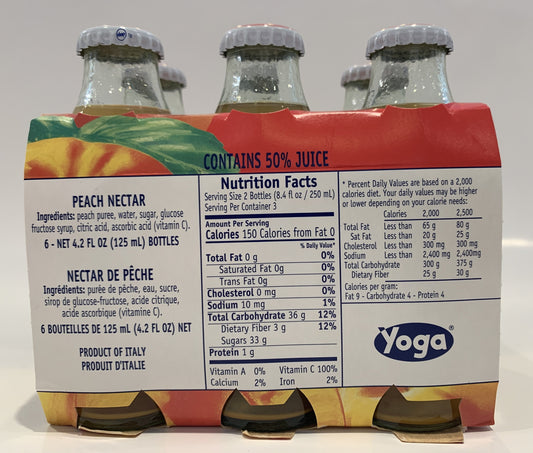 CONTAINS 50% JUICE
PEACH NECTAR
Ingredients: peach puree, water, sugar, glucose
fructose syrup, citric acid, ascorbic acid (vitamin C).
6 - NET 4.2 FL OZ (125 mL) BOTTLES
NECTAR DE PÊCHE
Ingrédients: purée de pêche, eau, sucre,
sirop de glucose-fructose, acide citrique,
acide ascorbique (vitamine C).
6 BOUTEILLES DE 125 mL (4.2 FL OZ) NET
PRODUCT OF ITALY
PRODUIT D'ITALIE
Nutrition Facts
Serving Size 2 Bottles (8.4 fl oz / 250 mL)
Serving Per Container 3
Amount Per Serving
Calories 150 Calories from Fat 0
% Daily Value*
Total Fat 0 g 0%
Saturated Fat 0g 0%
Trans Fat 0g 0%
Cholesterol 0 mg 0%
Sodium 10 mg 1%
Total Carbohydrate 36 g 12%
Dietary Fiber 3 g 12%
Sugars 33 g
Protein 1 g
Vitamin A 0% Vitamin C 100%
Calcium 2% Iron 2%
* Percent Daily Values are based on a 2,000
calories diet. Your daily values may be higher
or lower depending on your calorie needs:
Calories 2,000 2,500
Total Fat Less than 65 g 80 g
Sat Fat Less than 20 g 25 g
Cholesterol Less than 300 mg 300 mg
Sodium Less than 2,400 mg 2,400mg
Total Carbohydrate 300 g 375 g
Dietary Fiber 25 g 30 g
Calories per gram:
Fat 9 - Carbohydrate 4 - Protein 4
Yoga®